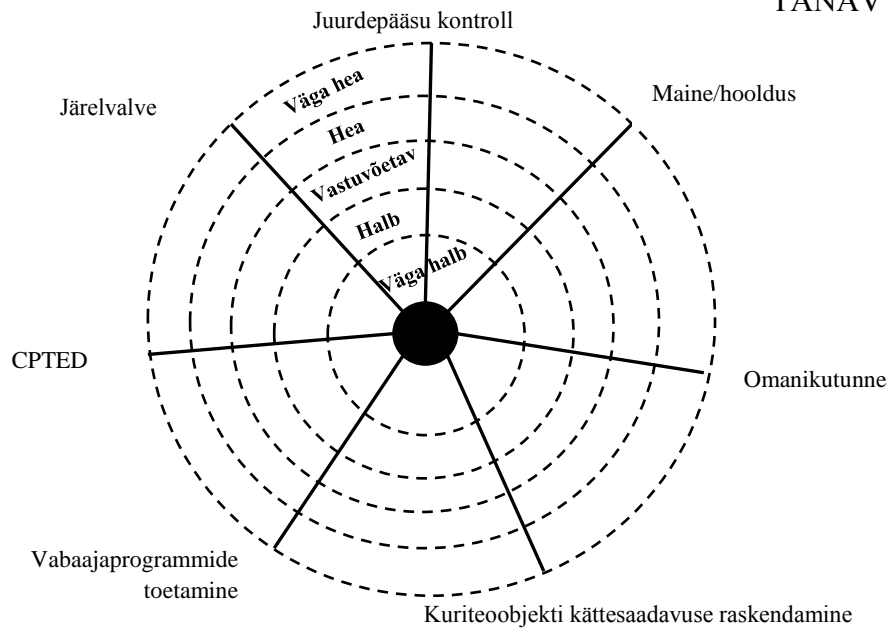 TÄNAV
Juurdepääsu kontroll
Maine/hooldus
Järelvalve
Väga hea
Hea
Vastuvõetav
Halb
Väga halb
CPTED
Omanikutunne
Vabaajaprogrammide
toetamine
Kuriteoobjekti kättesaadavuse raskendamine